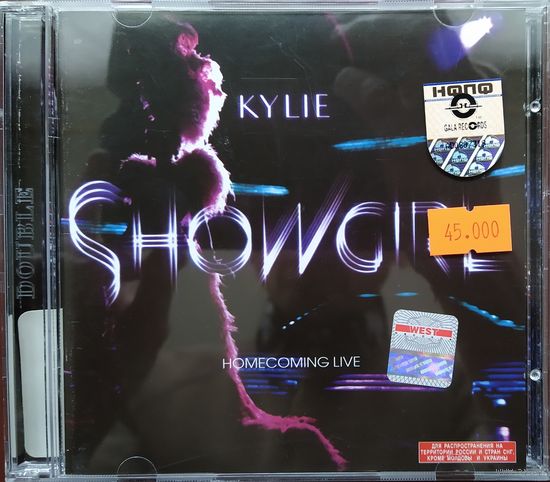 KYLIE
SHOWGIRL
HOMECOMING LIVE
DOUBLE
GALA RECORDS
45.000
WEST
ДЛЯ РАСПРОСТРАНЕНИЯ НА
ТЕРРИТОРИИ РОССИИ И СТРАН СНГ,
КРОМЕ МОЛДОВЫ И УКРАИНЫ